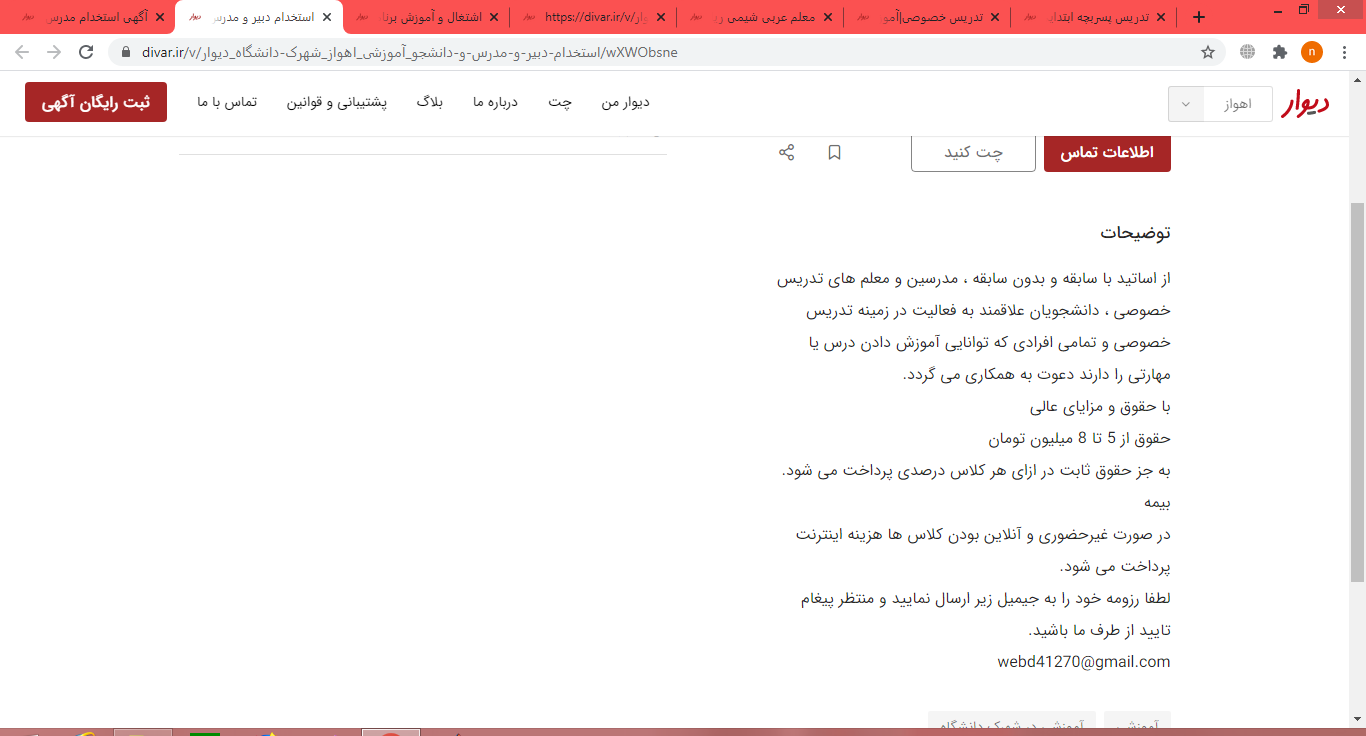 آگهی استخدام مدرس
استخدام دبیر و مدرس
اشتغال و آموزش
https://divar.ir/v/
معلم عربی شیمی
تدریس خصوصی|آمو
تدریس پسربچه ابتدا
divar.ir/v/استخدام-دبیر-و-مدرس-و-دانشجو_آموزشی_اهواز_شهرک-دانشگاه_دیوار/wXWObsne
n
دیوار
اهواز
دیوار من
چت
درباره ما
بلاگ
پشتیبانی و قوانین
تماس با ما
ثبت رایگان آگهی
اطلاعات تماس
چت کنید
توضیحات
از اساتید با سابقه و بدون سابقه ، مدرسین و معلم های تدریس
خصوصی ، دانشجویان علاقمند به فعالیت در زمینه تدریس
خصوصی و تمامی افرادی که توانایی آموزش دادن درس یا
مهارتی را دارند دعوت به همکاری می گردد.
با حقوق و مزایای عالی
حقوق از 5 تا 8 میلیون تومان
به جز حقوق ثابت در ازای هر کلاس درصدی پرداخت می شود.
بیمه
در صورت غیرحضوری و آنلاین بودن کلاس ها هزینه اینترنت
پرداخت می شود.
لطفا رزومه خود را به جیمیل زیر ارسال نمایید و منتظر پیغام
تایید از طرف ما باشید.
webd41270@gmail.com
آموزشی
آموزشی در شهرک دانشگاه